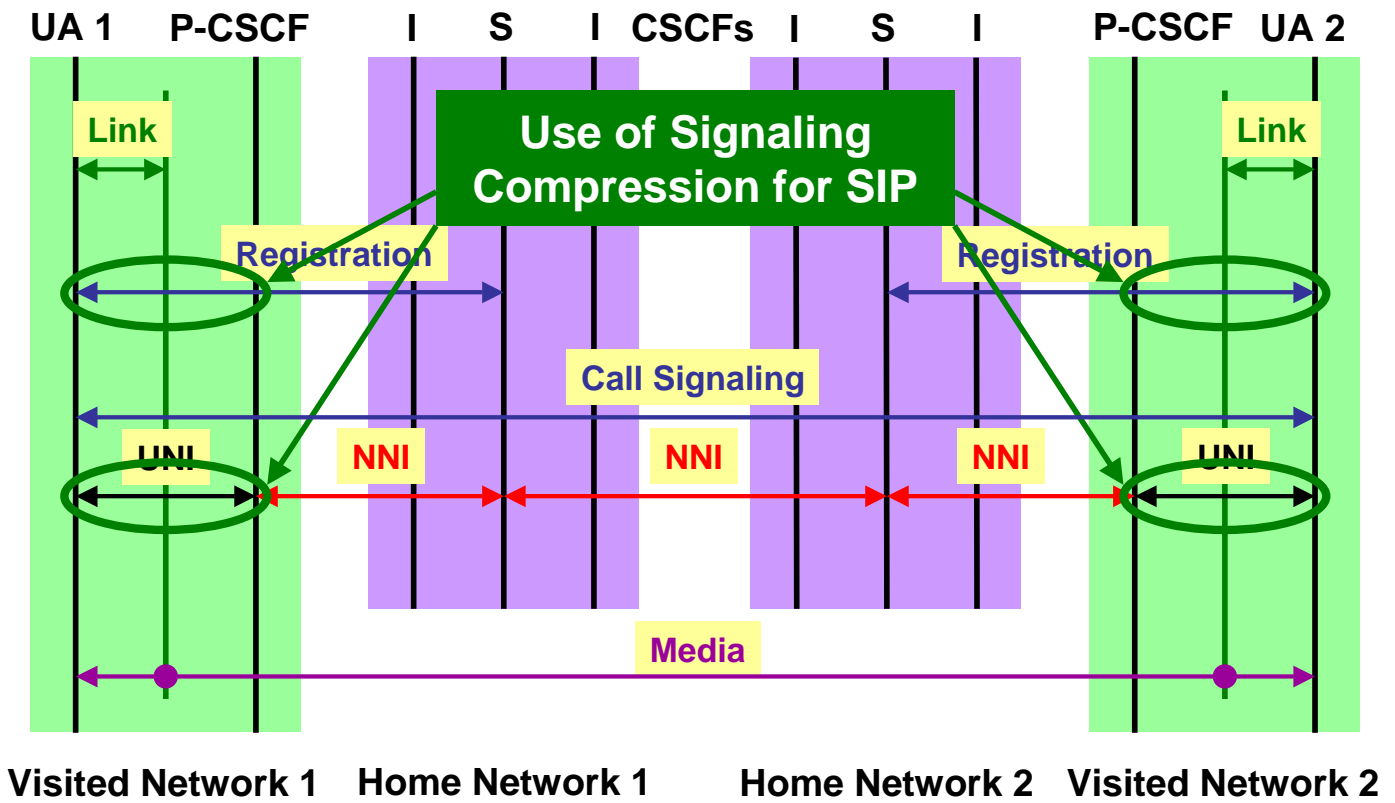 UA 1 P-CSCF I S I CSCFs I S I P-CSCF UA 2
Link
Use of Signaling
Compression for SIP
Link
Registration
Registration
Call Signaling
UNI NNI NNI NNI UNI
Media
Visited Network 1 Home Network 1 Home Network 2 Visited Network 2